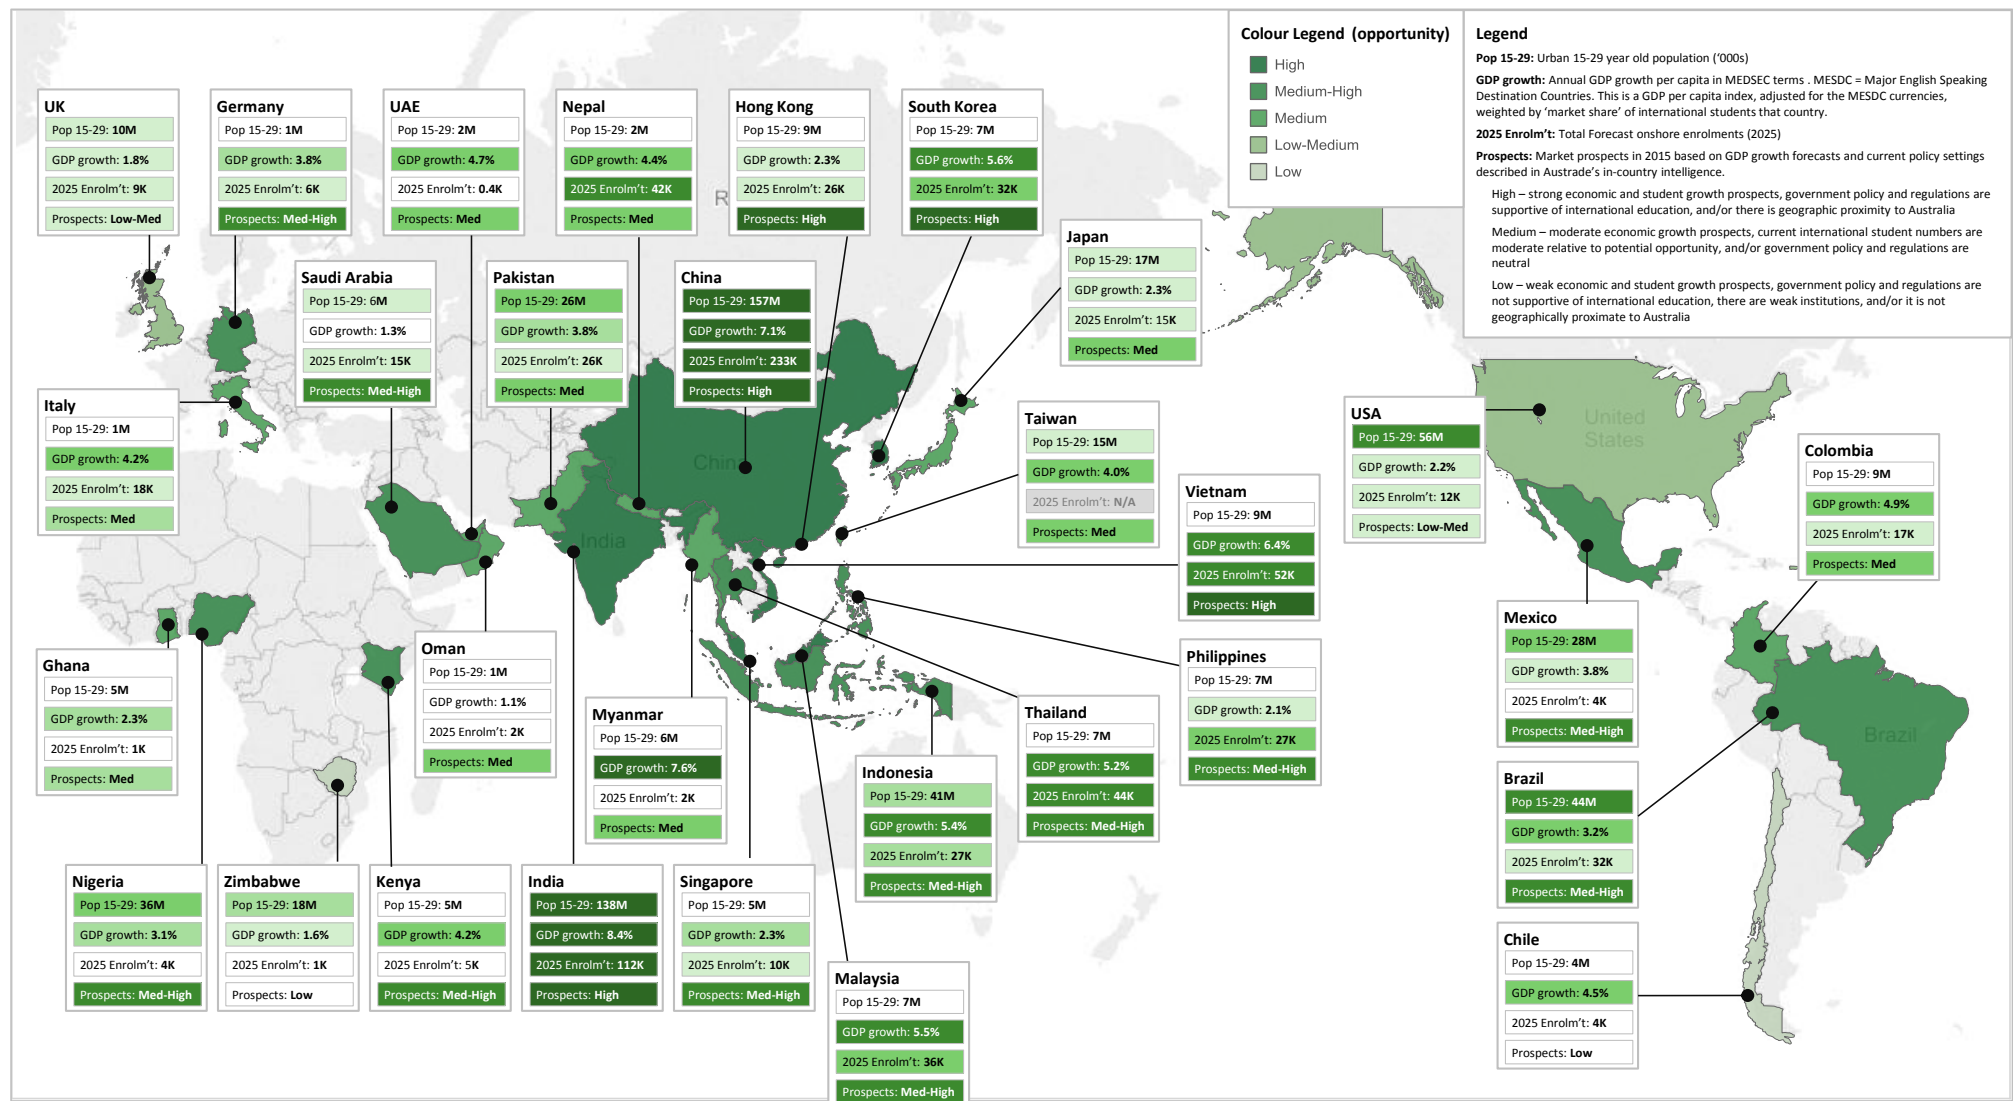 Colour Legend (opportunity)
High
Medium-High
Medium
Low-Medium
Low
Legend
Pop 15-29: Urban 15-29 year old population ('000s)
GDP growth: Annual GDP growth per capita in MEDSEC terms . MESDC = Major English Speaking
Destination Countries. This is a GDP per capita index, adjusted for the MESDC currencies,
weighted by 'market share' of international students that country.
2025 Enrolm't: Total Forecast onshore enrolments (2025)
Prospects: Market prospects in 2015 based on GDP growth forecasts and current policy settings
described in Austrade's in-country intelligence.
High – strong economic and student growth prospects, government policy and regulations are
supportive of international education, and/or there is geographic proximity to Australia
Medium – moderate economic growth prospects, current international student numbers are
moderate relative to potential opportunity, and/or government policy and regulations are
neutral
Low – weak economic and student growth prospects, government policy and regulations are
not supportive of international education, there are weak institutions, and/or it is not
geographically proximate to Australia
UK
Pop 15-29: 10M
GDP growth: 1.8%
2025 Enrolm't: 9K
Prospects: Low-Med
Germany
Pop 15-29: 1M
GDP growth: 3.8%
2025 Enrolm't: 6K
Prospects: Med-High
UAE
Pop 15-29: 2M
GDP growth: 4.7%
2025 Enrolm't: 0.4K
Prospects: Med
Nepal
Pop 15-29: 2M
GDP growth: 4.4%
2025 Enrolm't: 42K
Prospects: Med
Hong Kong
Pop 15-29: 9M
GDP growth: 2.3%
2025 Enrolm't: 26K
Prospects: High
South Korea
Pop 15-29: 7M
GDP growth: 5.6%
2025 Enrolm't: 32K
Prospects: High
Japan
Pop 15-29: 17M
GDP growth: 2.3%
2025 Enrolm't: 15K
Prospects: Med
Saudi Arabia
Pop 15-29: 6M
GDP growth: 1.3%
2025 Enrolm't: 15K
Prospects: Med-High
Pakistan
Pop 15-29: 26M
GDP growth: 3.8%
2025 Enrolm't: 26K
Prospects: Med
China
Pop 15-29: 157M
GDP growth: 7.1%
2025 Enrolm't: 233K
Prospects: High
Italy
Pop 15-29: 1M
GDP growth: 4.2%
2025 Enrolm't: 18K
Prospects: Med
Taiwan
Pop 15-29: 15M
GDP growth: 4.0%
2025 Enrolm't: N/A
Prospects: Med
USA
Pop 15-29: 56M
GDP growth: 2.2%
2025 Enrolm't: 12K
Prospects: Low-Med
Colombia
Pop 15-29: 9M
GDP growth: 4.9%
2025 Enrolm't: 17K
Prospects: Med
Vietnam
Pop 15-29: 9M
GDP growth: 6.4%
2025 Enrolm't: 52K
Prospects: High
United
States
China
India
Brazil
Mexico
Pop 15-29: 28M
GDP growth: 3.8%
2025 Enrolm't: 4K
Prospects: Med-High
Philippines
Pop 15-29: 7M
GDP growth: 2.1%
2025 Enrolm't: 27K
Prospects: Med-High
Ghana
Pop 15-29: 5M
GDP growth: 2.3%
2025 Enrolm't: 1K
Prospects: Med
Oman
Pop 15-29: 1M
GDP growth: 1.1%
2025 Enrolm't: 2K
Prospects: Med
Myanmar
Pop 15-29: 6M
GDP growth: 7.6%
2025 Enrolm't: 2K
Prospects: Med
Thailand
Pop 15-29: 7M
GDP growth: 5.2%
2025 Enrolm't: 44K
Prospects: Med-High
Indonesia
Pop 15-29: 41M
GDP growth: 5.4%
2025 Enrolm't: 27K
Prospects: Med-High
Brazil
Pop 15-29: 44M
GDP growth: 3.2%
2025 Enrolm't: 32K
Prospects: Med-High
Nigeria
Pop 15-29: 36M
GDP growth: 3.1%
2025 Enrolm't: 4K
Prospects: Med-High
Zimbabwe
Pop 15-29: 18M
GDP growth: 1.6%
2025 Enrolm't: 1K
Prospects: Low
Kenya
Pop 15-29: 5M
GDP growth: 4.2%
2025 Enrolm't: 5K
Prospects: Med-High
India
Pop 15-29: 138M
GDP growth: 8.4%
2025 Enrolm't: 112K
Prospects: High
Singapore
Pop 15-29: 5M
GDP growth: 2.3%
2025 Enrolm't: 10K
Prospects: Med-High
Malaysia
Pop 15-29: 7M
GDP growth: 5.5%
2025 Enrolm't: 36K
Prospects: Med-High
Chile
Pop 15-29: 4M
GDP growth: 4.5%
2025 Enrolm't: 4K
Prospects: Low